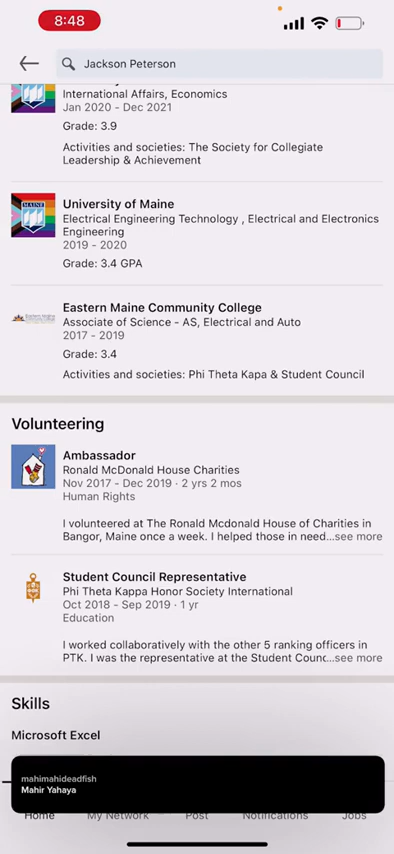 8:48
Jackson Peterson
International Affairs, Economics
Jan 2020 - Dec 2021
Grade: 3.9
Activities and societies: The Society for Collegiate
Leadership & Achievement
MAINE
University of Maine
Electrical Engineering Technology , Electrical and Electronics
Engineering
2019 - 2020
Grade: 3.4 GPA
Eastern Maine Community College
Associate of Science - AS, Electrical and Auto
2017 - 2019
Grade: 3.4
Activities and societies: Phi Theta Kapa & Student Council
Volunteering
Ambassador
Ronald McDonald House Charities
Nov 2017 - Dec 2019 · 2 yrs 2 mos
Human Rights
I volunteered at The Ronald Mcdonald House of Charities in
Bangor, Maine once a week. I helped those in need...see more
Student Council Representative
Phi Theta Kappa Honor Society International
Oct 2018 - Sep 2019 · 1 yr
Education
I worked collaboratively with the other 5 ranking officers in
PTK. I was the representative at the Student Counc...see more
Skills
Microsoft Excel
mahimahideadfish
Mahir Yahaya
Home My Network Post Notifications Jobs